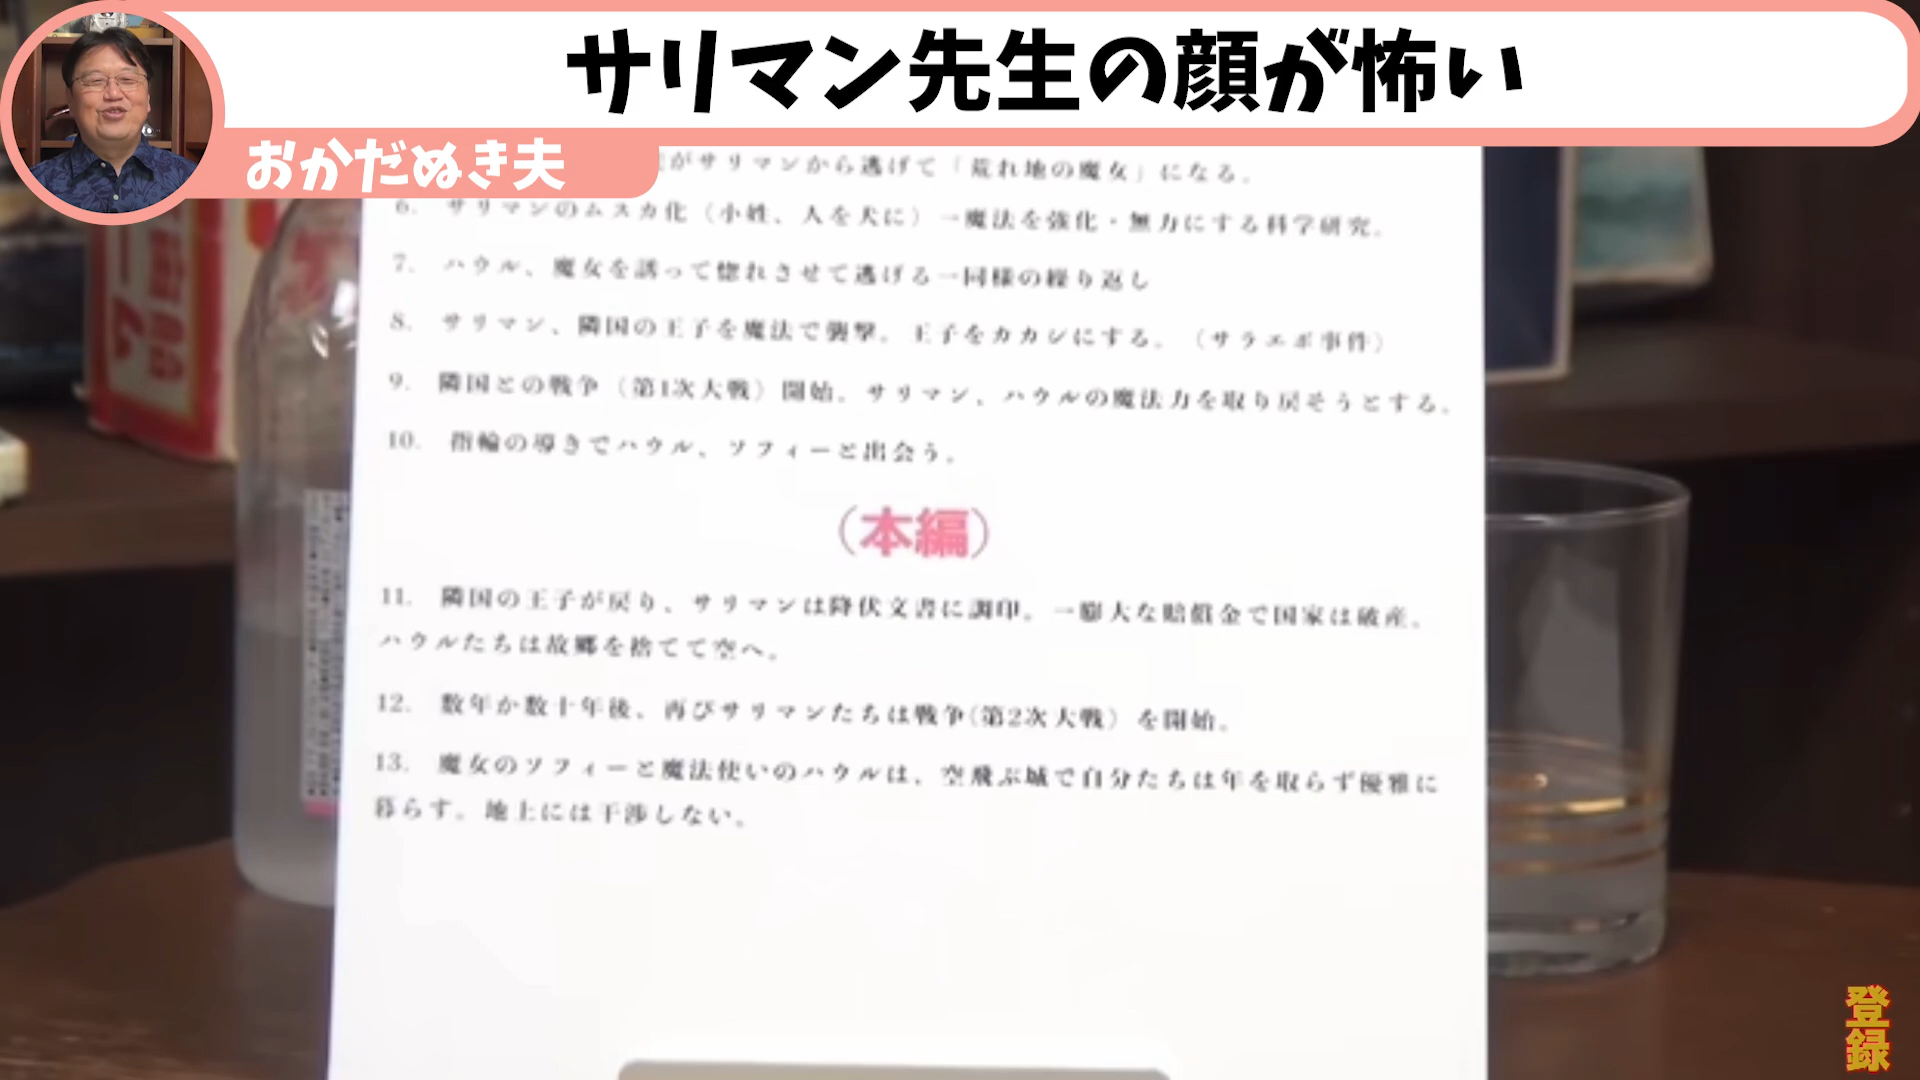 サリマン先生の顔が怖い
おかだぬき夫
がサリマンから逃げて「荒れ地の魔女」になる。
6. サリマンのムスカ化（小姓、人を犬に）ー魔法を強化・無力にする科学研究。
7. ハウル、魔女を誘って惚れさせて逃げる一同様の繰り返し
8. サリマン、隣国の王子を魔法で襲撃。王子をカカシにする。（サラエボ事件）
9. 隣国との戦争（第1次大戦）開始。サリマン、ハウルの魔法力を取り戻そうとする。
10. 指輪の導きでハウル、ソフィーと出会う。
（本編）
11. 隣国の王子が戻り、サリマンは降伏文書に調印。ー膨大な賠償金で国家は破産。
ハウルたちは故郷を捨てて空へ。
12. 数年か数十年後、再びサリマンたちは戦争（第2次大戦）を開始。
13. 魔女のソフィーと魔法使いのハウルは、空飛ぶ城で自分たちは年を取らず優雅に
暮らす。地上には干渉しない。
登録